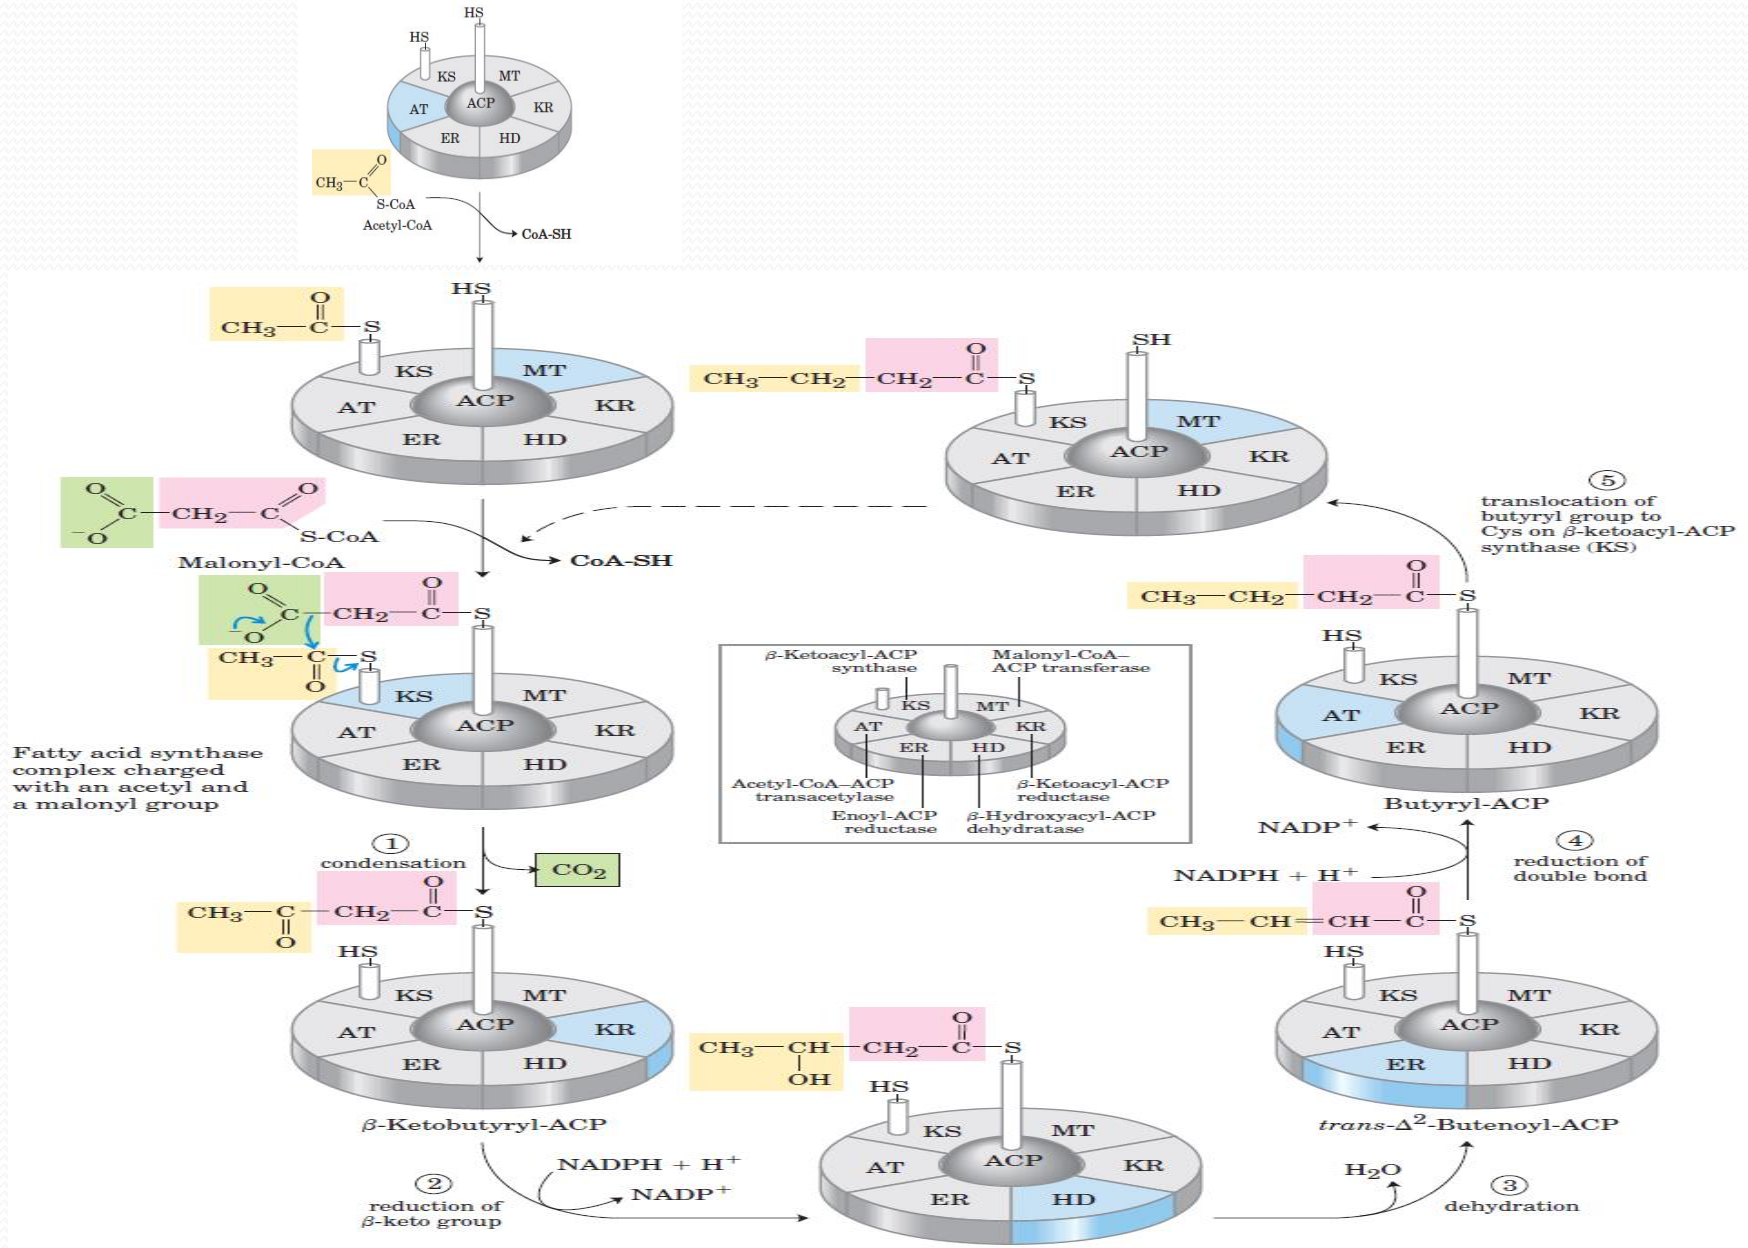 HS
HS
KS
MT
AT
ACP
KR
ER
HD
O
CH₃—C
S-CoA
Acetyl-CoA
CoA-SH
HS
O
CH₃—C—S
KS
MT
AT
ACP
KR
ER
HD
O
O
C—CH₂—C
⁻O
S-CoA
Malonyl-CoA
CoA-SH
O
O
C—CH₂—C—S
⁻O
CH₃—C—S
O
KS
MT
AT
ACP
KR
ER
HD
Fatty acid synthase
complex charged
with an acetyl and
a malonyl group
1
condensation
CO₂
O
CH₃—C—CH₂—C—S
O
HS
KS
MT
AT
ACP
KR
ER
HD
β-Ketobutyryl-ACP
2
reduction of
β-keto group
NADPH + H⁺
NADP⁺
O
CH₃—CH—CH₂—C—S
OH
HS
KS
MT
AT
ACP
KR
ER
HD
3
dehydration
H₂O
O
CH₃—CH=CH—C—S
HS
KS
MT
AT
ACP
KR
ER
HD
trans-Δ²-Butenoyl-ACP
4
reduction of
double bond
NADPH + H⁺
NADP⁺
O
CH₃—CH₂—CH₂—C—S
HS
KS
MT
AT
ACP
KR
ER
HD
Butyryl-ACP
5
translocation of
butyryl group to
Cys on β-ketoacyl-ACP
synthase (KS)
SH
O
CH₃—CH₂—CH₂—C—S
KS
MT
AT
ACP
KR
ER
HD
β-Ketoacyl-ACP
synthase
Malonyl-CoA–
ACP transferase
KS
MT
AT
KR
ER
HD
Acetyl-CoA–ACP
transacetylase
β-Ketoacyl-ACP
reductase
Enoyl-ACP
reductase
β-Hydroxyacyl-ACP
dehydratase